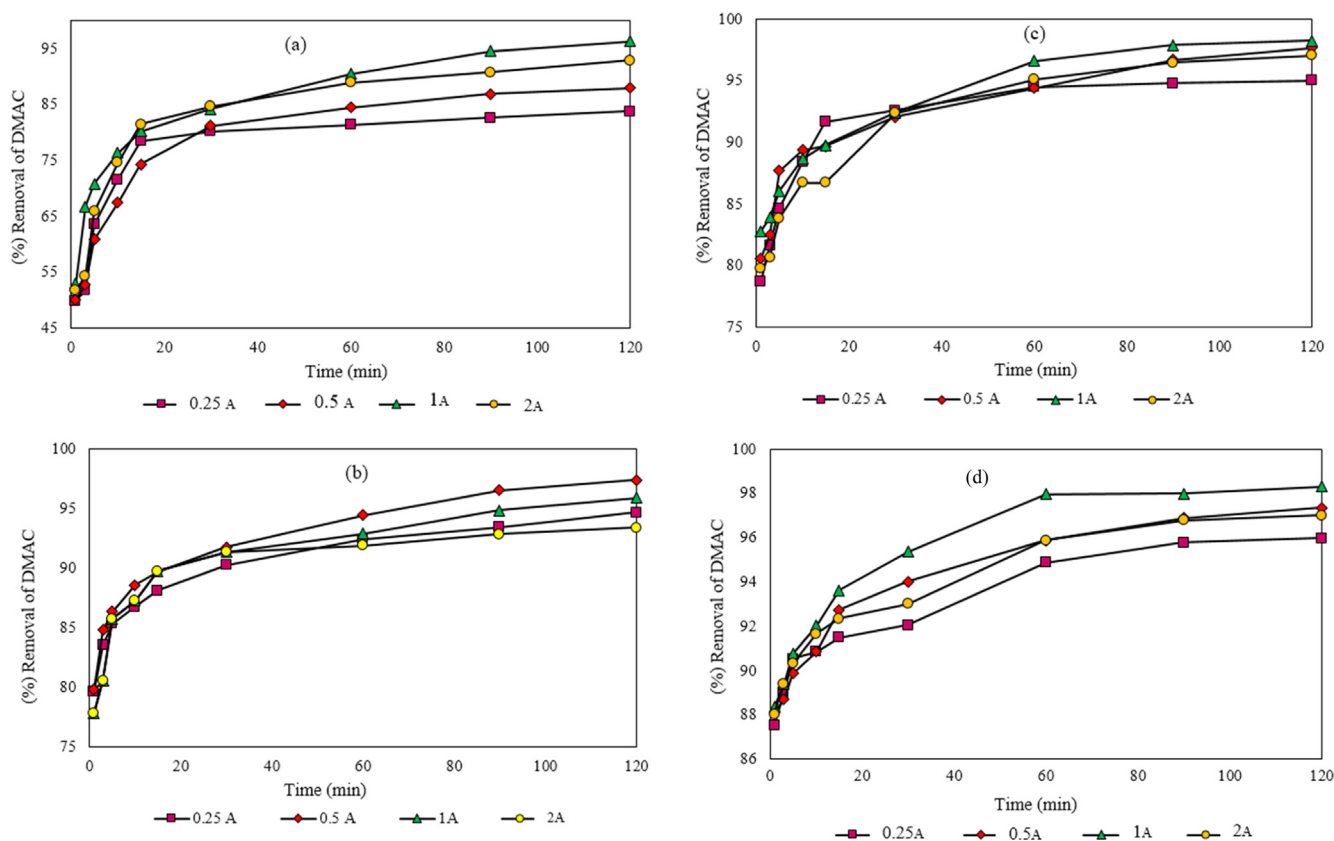 (a)
(%) Removal of DMAC
95
85
75
65
55
45
0 20 40 60 80 100 120
Time (min)
0.25 A 0.5 A 1A 2A
(c)
(%) Removal of DMAC
100
95
90
85
80
75
0 20 40 60 80 100 120
Time (min)
0.25 A 0.5 A 1A 2A
(b)
(%) Removal of DMAC
100
95
90
85
80
75
0 20 40 60 80 100 120
Time (min)
0.25 A 0.5 A 1A 2A
(d)
(%) Removal of DMAC
100
98
96
94
92
90
88
86
0 20 40 60 80 100 120
Time (min)
0.25A 0.5A 1A 2A